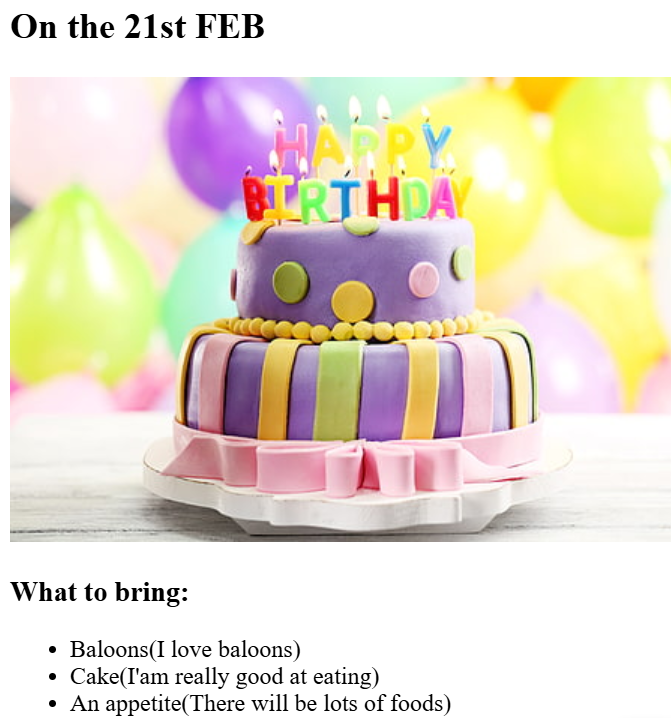 On the 21st FEB
HAPPY
BIRTHDAY
What to bring:
Baloons(I love baloons)
Cake(I'am really good at eating)
An appetite(There will be lots of foods)